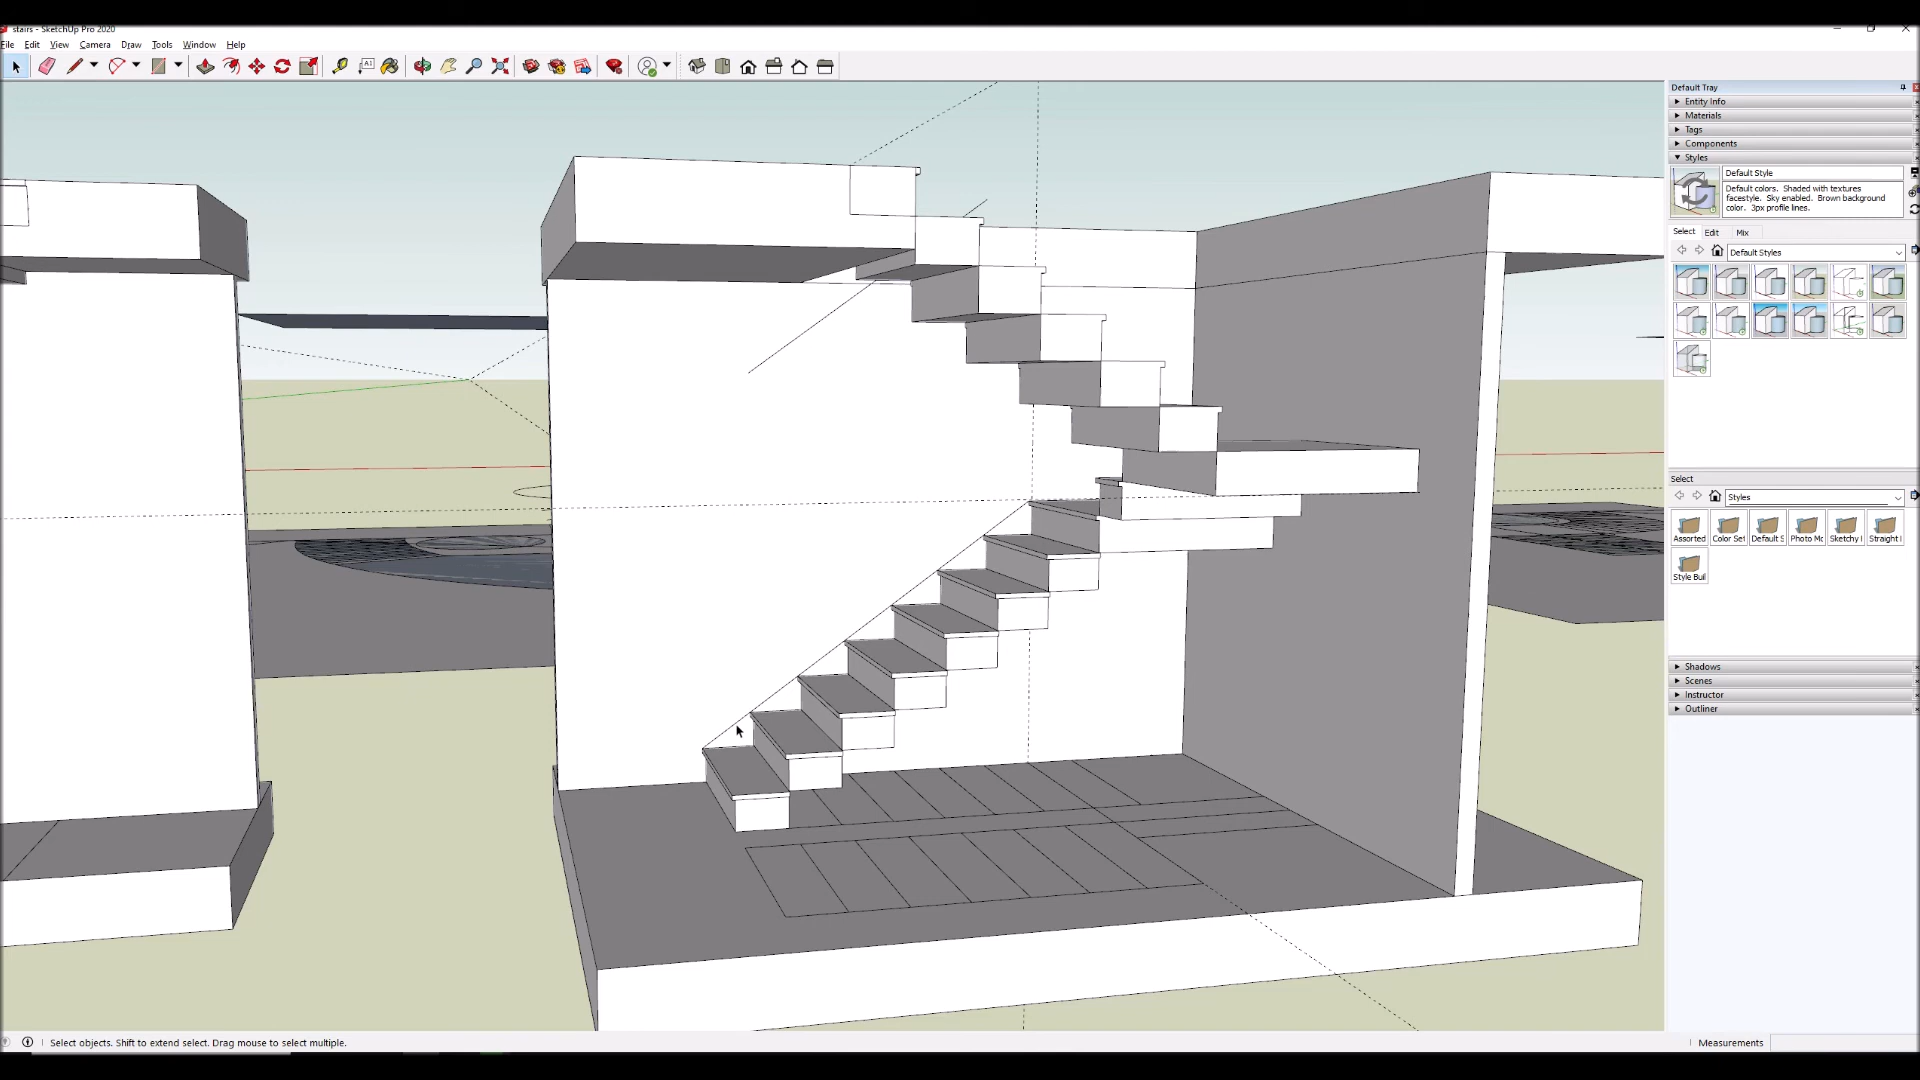 stairs - SketchUp Pro 2020
File Edit View Camera Draw Tools Window Help
Default Tray
Entity Info
Materials
Tags
Components
Styles
Default Style
Default colors. Shaded with textures
facestyle. Sky enabled. Brown background
color. 3px profile lines.
Select Edit Mix
Default Styles
Select
Styles
Assorted Color Set Default S Photo Mo Sketchy Straight
Style Buil
Shadows
Scenes
Instructor
Outliner
Select objects. Shift to extend select. Drag mouse to select multiple.
Measurements